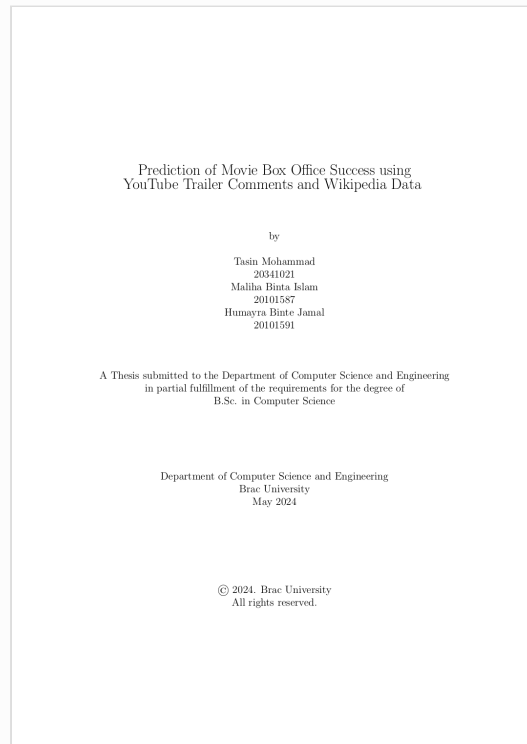 Prediction of Movie Box Office Success using
YouTube Trailer Comments and Wikipedia Data
by
Tasin Mohammad
20341021
Maliha Binta Islam
20101587
Humayra Binte Jamal
20101591
A Thesis submitted to the Department of Computer Science and Engineering
in partial fulfillment of the requirements for the degree of
B.Sc. in Computer Science
Department of Computer Science and Engineering
Brac University
May 2024
© 2024. Brac University
All rights reserved.